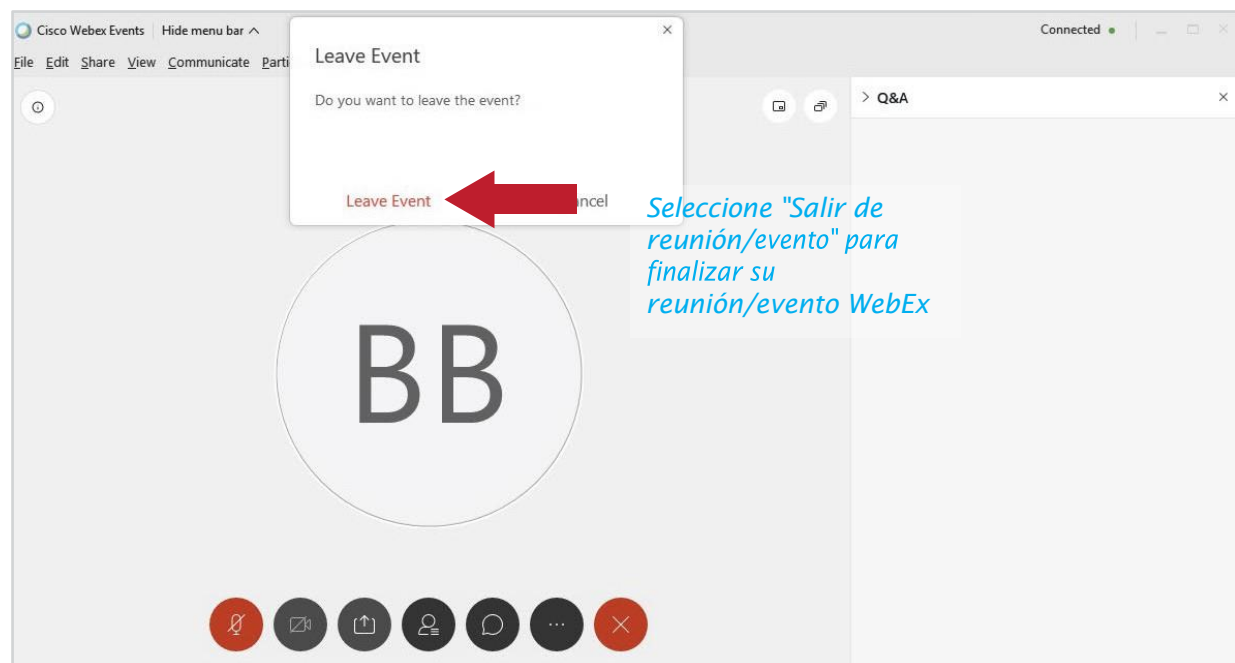 Cisco Webex Events Hide menu bar Connected
File Edit Share View Communicate
Leave Event
Do you want to leave the event?
Leave Event
Q&A
Seleccione "Salir de
reunión/evento" para
finalizar su
reunión/evento WebEx
BB